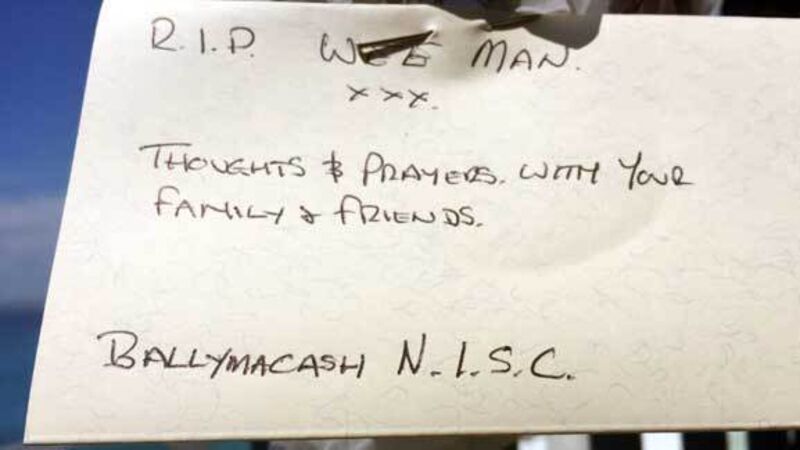 R.I.P. WEE MAN.
xxx.
THOUGHTS & PRAYERS. WITH YOUR
FAMILY & FRIENDS.
BALLYMACASH N.I.S.C.